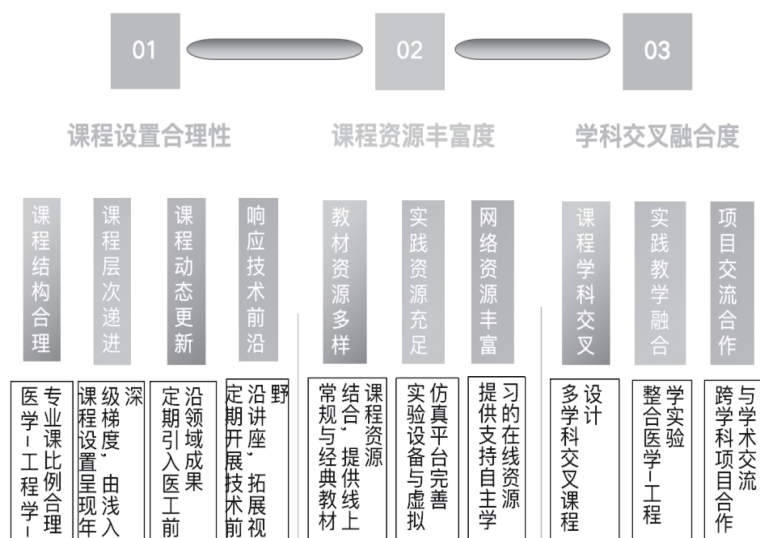 01
02
03
课程设置合理性
课程资源丰富度
学科交叉融合度
课程结构合理
课程层次递进
课程动态更新
响应技术前沿
教材资源多样
实践资源充足
网络资源丰富
课程学科交叉
实践教学融合
项目交流合作
医学-工程学-
专业课比例合理
课程设置呈现年
级梯度，由浅入
深
定期引入医工前
沿领域成果
定期开展技术前
沿讲座，拓展视
野
常规与经典教材
结合，提供线上
课程资源
实验设备与虚拟
仿真平台完善
提供支持自主学
习的在线资源
多学科交叉课程
设计
整合医学-工程
学实验
跨学科项目合作
与学术交流